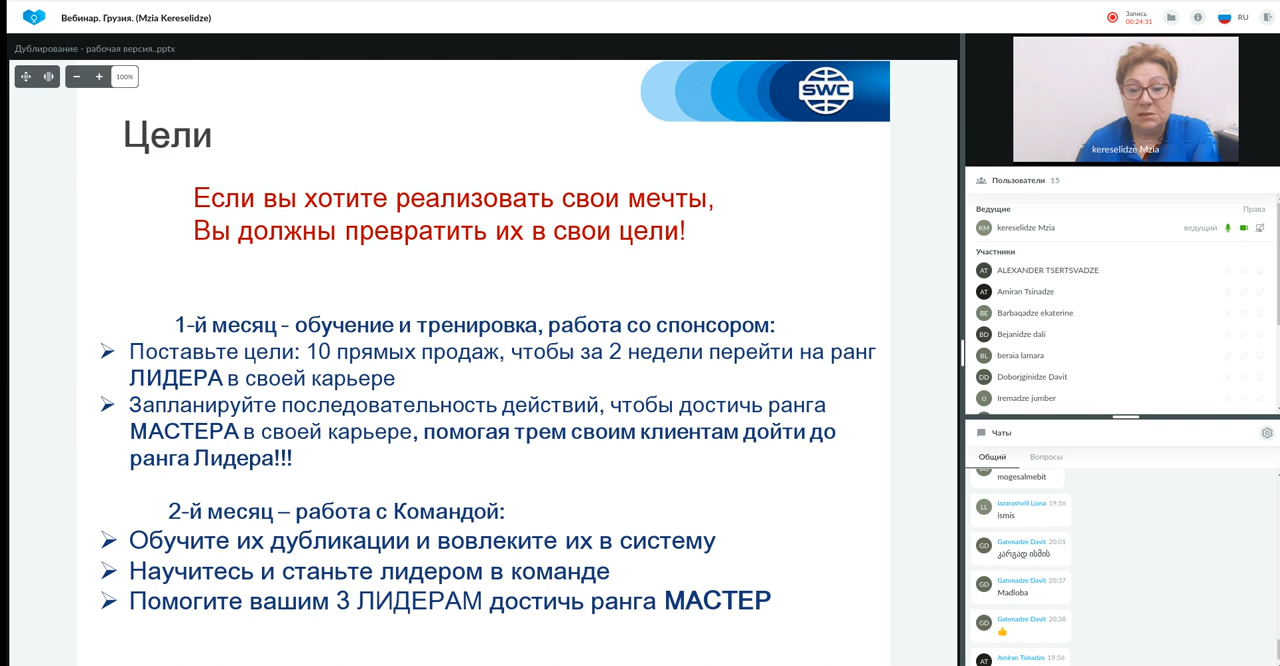 Вебинар. Грузия. (Mzia Kereselidze)
Запись
00:24:31
RU
Дублирование - рабочая версия..pptx
100%
SWC
Цели
Если вы хотите реализовать свои мечты,
Вы должны превратить их в свои цели!
1-й месяц - обучение и тренировка, работа со спонсором:
Поставьте цели: 10 прямых продаж, чтобы за 2 недели перейти на ранг
ЛИДЕРА в своей карьере
Запланируйте последовательность действий, чтобы достичь ранга
МАСТЕРА в своей карьере, помогая трем своим клиентам дойти до
ранга Лидера!!!
2-й месяц – работа с Командой:
Обучите их дубликации и вовлеките их в систему
Научитесь и станьте лидером в команде
Помогите вашим 3 ЛИДЕРАМ достичь ранга МАСТЕР
kereselidze Mzia
Пользователи 15
Ведущие Права
KM kereselidze Mzia ведущий
Участники
AT ALEXANDER TSERTSVADZE
AT Amiran Tsinadze
BE Barbaqadze ekaterine
BD Bejanidze dali
BL beraia lamara
DD Doborjginidze Davit
IJ Iremadze jumber
Чаты
Общий Вопросы
mogesalmebit
LL lazarashvili Liana 19:56
ismis
GD Gatenadze Davit 20:01
კარგად ისმის
GD Gatenadze Davit 20:37
Madloba
GD Gatenadze Davit 20:38
👍
AT Amiran Tsinadze 19:56